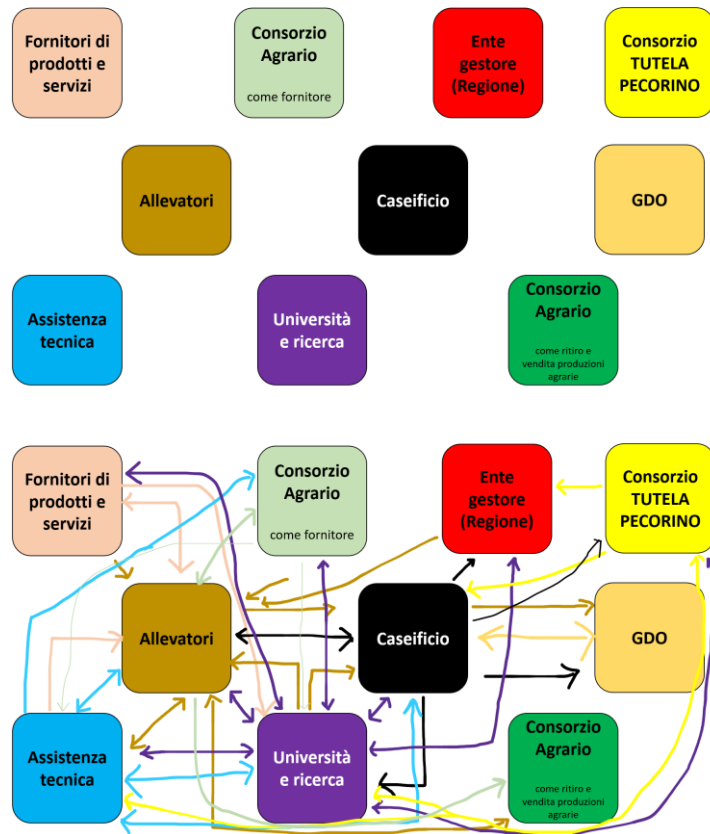 Fornitori di
prodotti e
servizi
Consorzio
Agrario
come fornitore
Ente
gestore
(Regione)
Consorzio
TUTELA
PECORINO
Allevatori
Caseificio
GDO
Assistenza
tecnica
Università
e ricerca
Consorzio
Agrario
come ritiro e
vendita produzioni
agrarie
Fornitori di
prodotti e
servizi
Consorzio
Agrario
come fornitore
Ente
gestore
(Regione)
Consorzio
TUTELA
PECORINO
Allevatori
Caseificio
GDO
Assistenza
tecnica
Università
e ricerca
Consorzio
Agrario
come ritiro e
vendita produzioni
agrarie